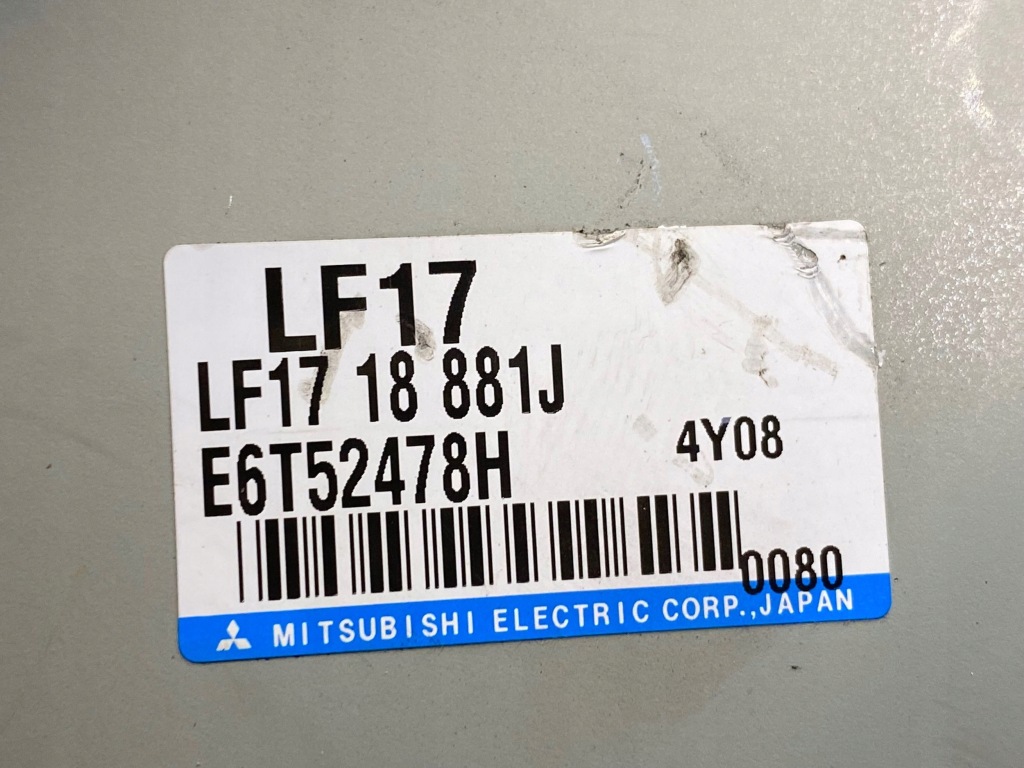 LF17
LF17 18 881J
E6T52478H 4Y08
0080
MITSUBISHI ELECTRIC CORP.,JAPAN